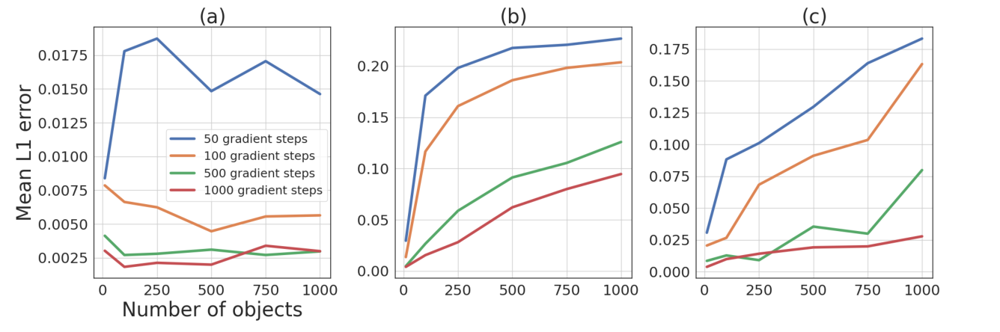 (a)
(b)
(c)
Mean L1 error
0.0175
0.0150
0.0125
0.0100
0.0075
0.0050
0.0025
50 gradient steps
100 gradient steps
500 gradient steps
1000 gradient steps
0 250 500 750 1000
Number of objects
0.20
0.15
0.10
0.05
0.00
0 250 500 750 1000
0.175
0.150
0.125
0.100
0.075
0.050
0.025
0.000
0 250 500 750 1000